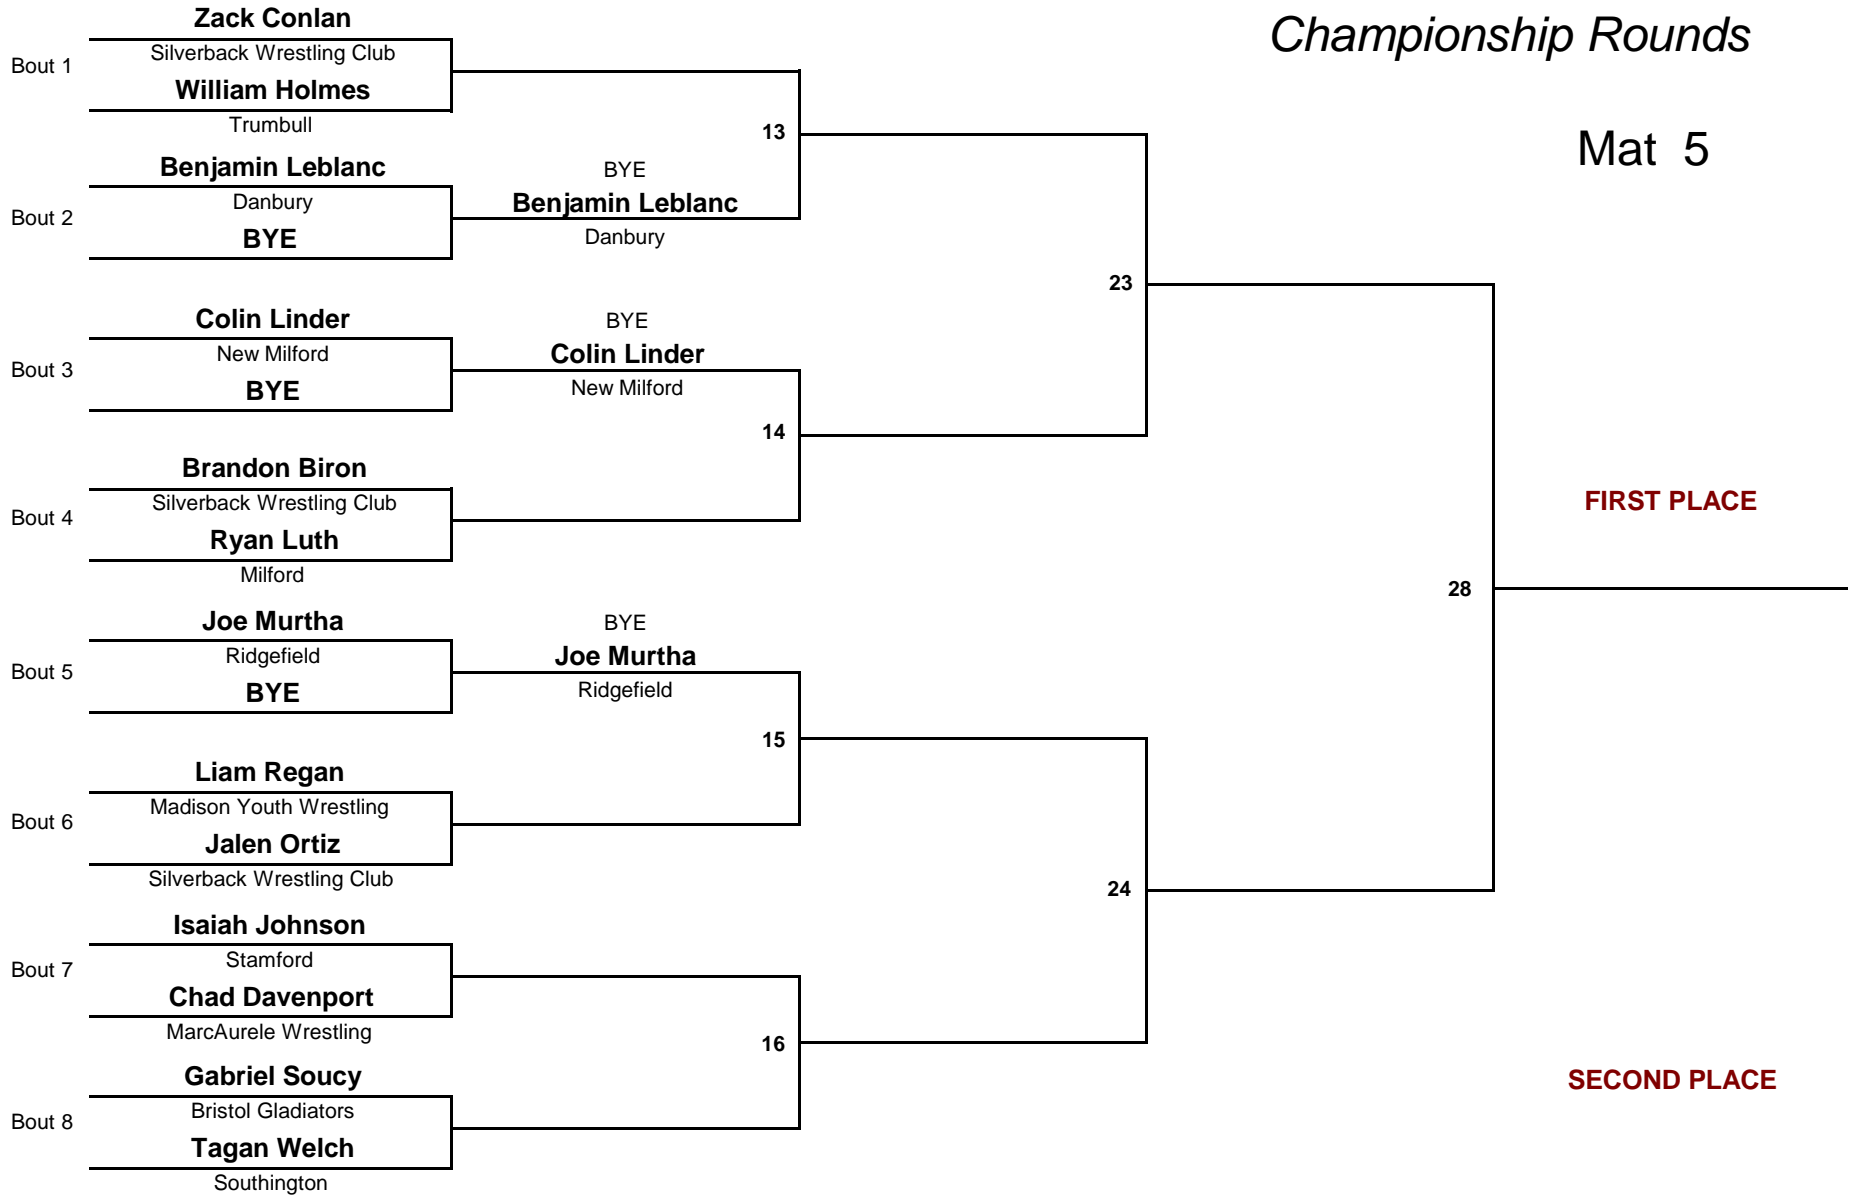 Championship Rounds
Mat 5
Zack Conlan
Bout 1
Silverback Wrestling Club
William Holmes
Trumbull
13
Benjamin Leblanc
BYE
Bout 2
Danbury
Benjamin Leblanc
BYE
Danbury
23
Colin Linder
BYE
Bout 3
New Milford
Colin Linder
BYE
New Milford
14
Brandon Biron
Bout 4
Silverback Wrestling Club
Ryan Luth
Milford
FIRST PLACE
28
Joe Murtha
BYE
Bout 5
Ridgefield
Joe Murtha
BYE
Ridgefield
15
Liam Regan
Bout 6
Madison Youth Wrestling
Jalen Ortiz
Silverback Wrestling Club
24
Isaiah Johnson
Bout 7
Stamford
Chad Davenport
MarcAurele Wrestling
16
Gabriel Soucy
SECOND PLACE
Bout 8
Bristol Gladiators
Tagan Welch
Southington